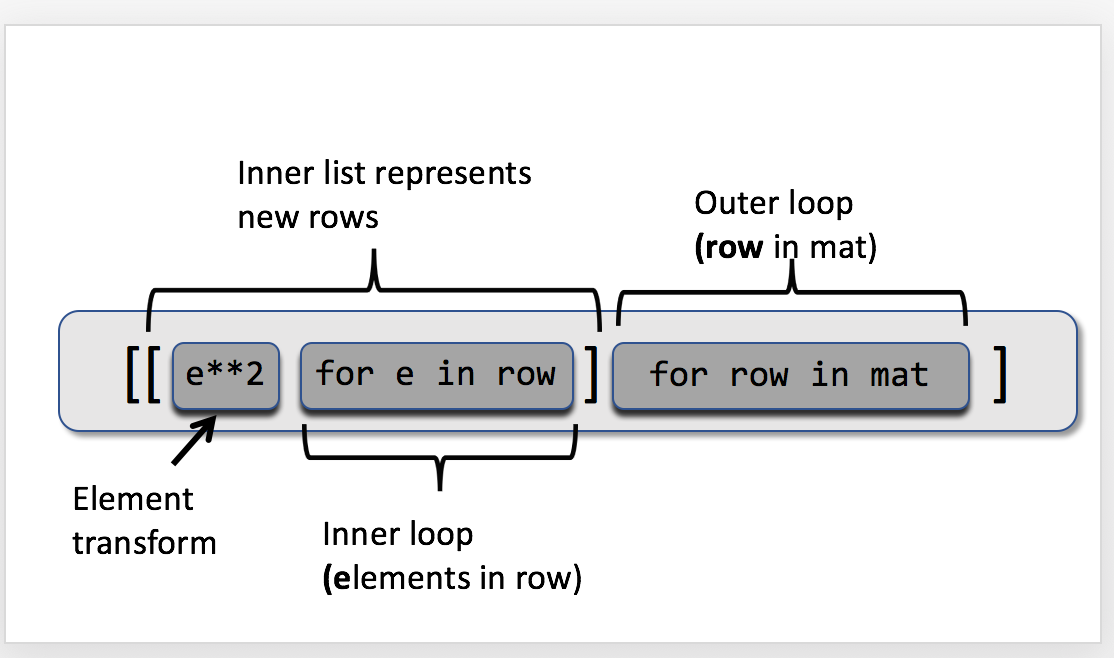 Inner list represents
new rows
Outer loop
(row in mat)
[[ e**2 for e in row ] for row in mat ]
Element
transform
Inner loop
(elements in row)